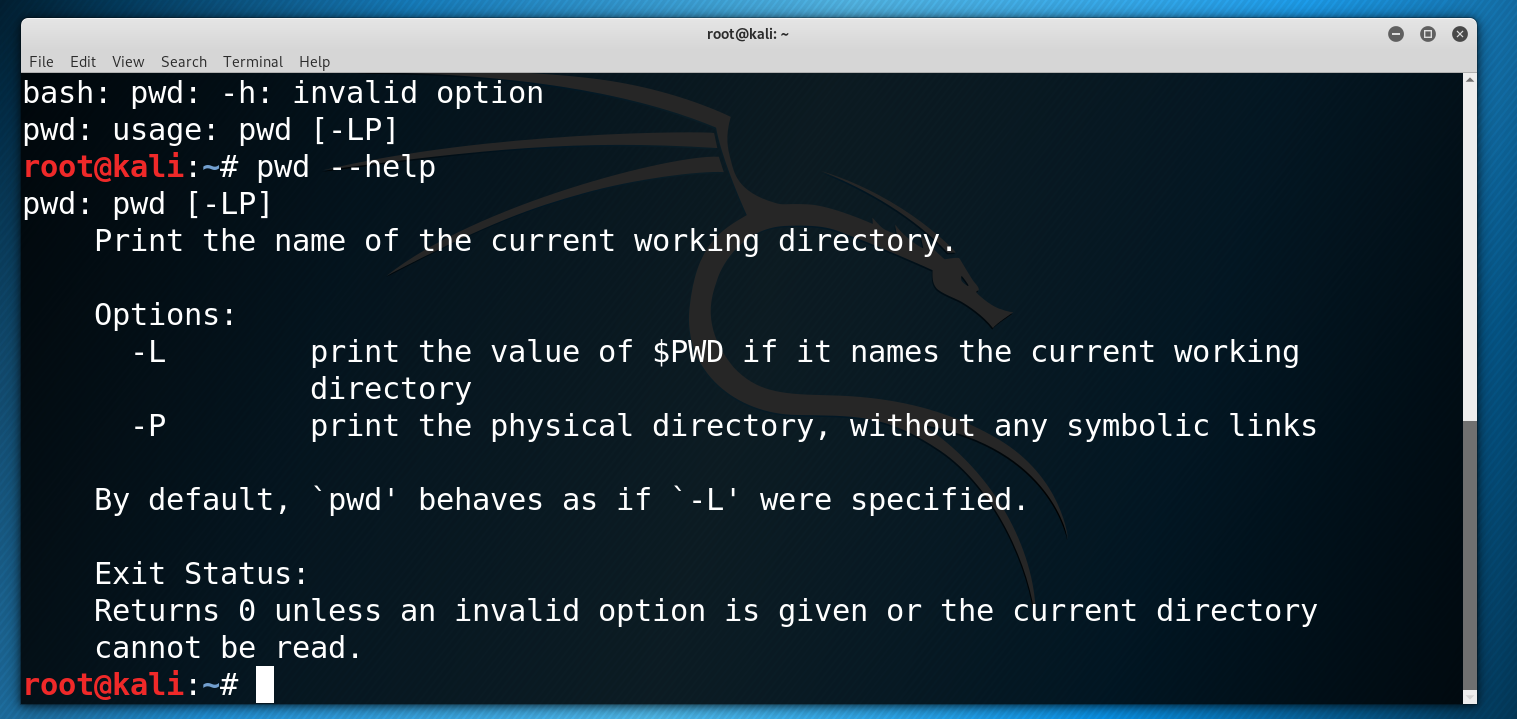 root@kali: ~
File Edit View Search Terminal Help
bash: pwd: -h: invalid option
pwd: usage: pwd [-LP]
root@kali:~# pwd --help
pwd: pwd [-LP]
    Print the name of the current working directory.

    Options:
      -L        print the value of $PWD if it names the current working
                directory
      -P        print the physical directory, without any symbolic links

    By default, `pwd' behaves as if `-L' were specified.

    Exit Status:
    Returns 0 unless an invalid option is given or the current directory
    cannot be read.
root@kali:~#